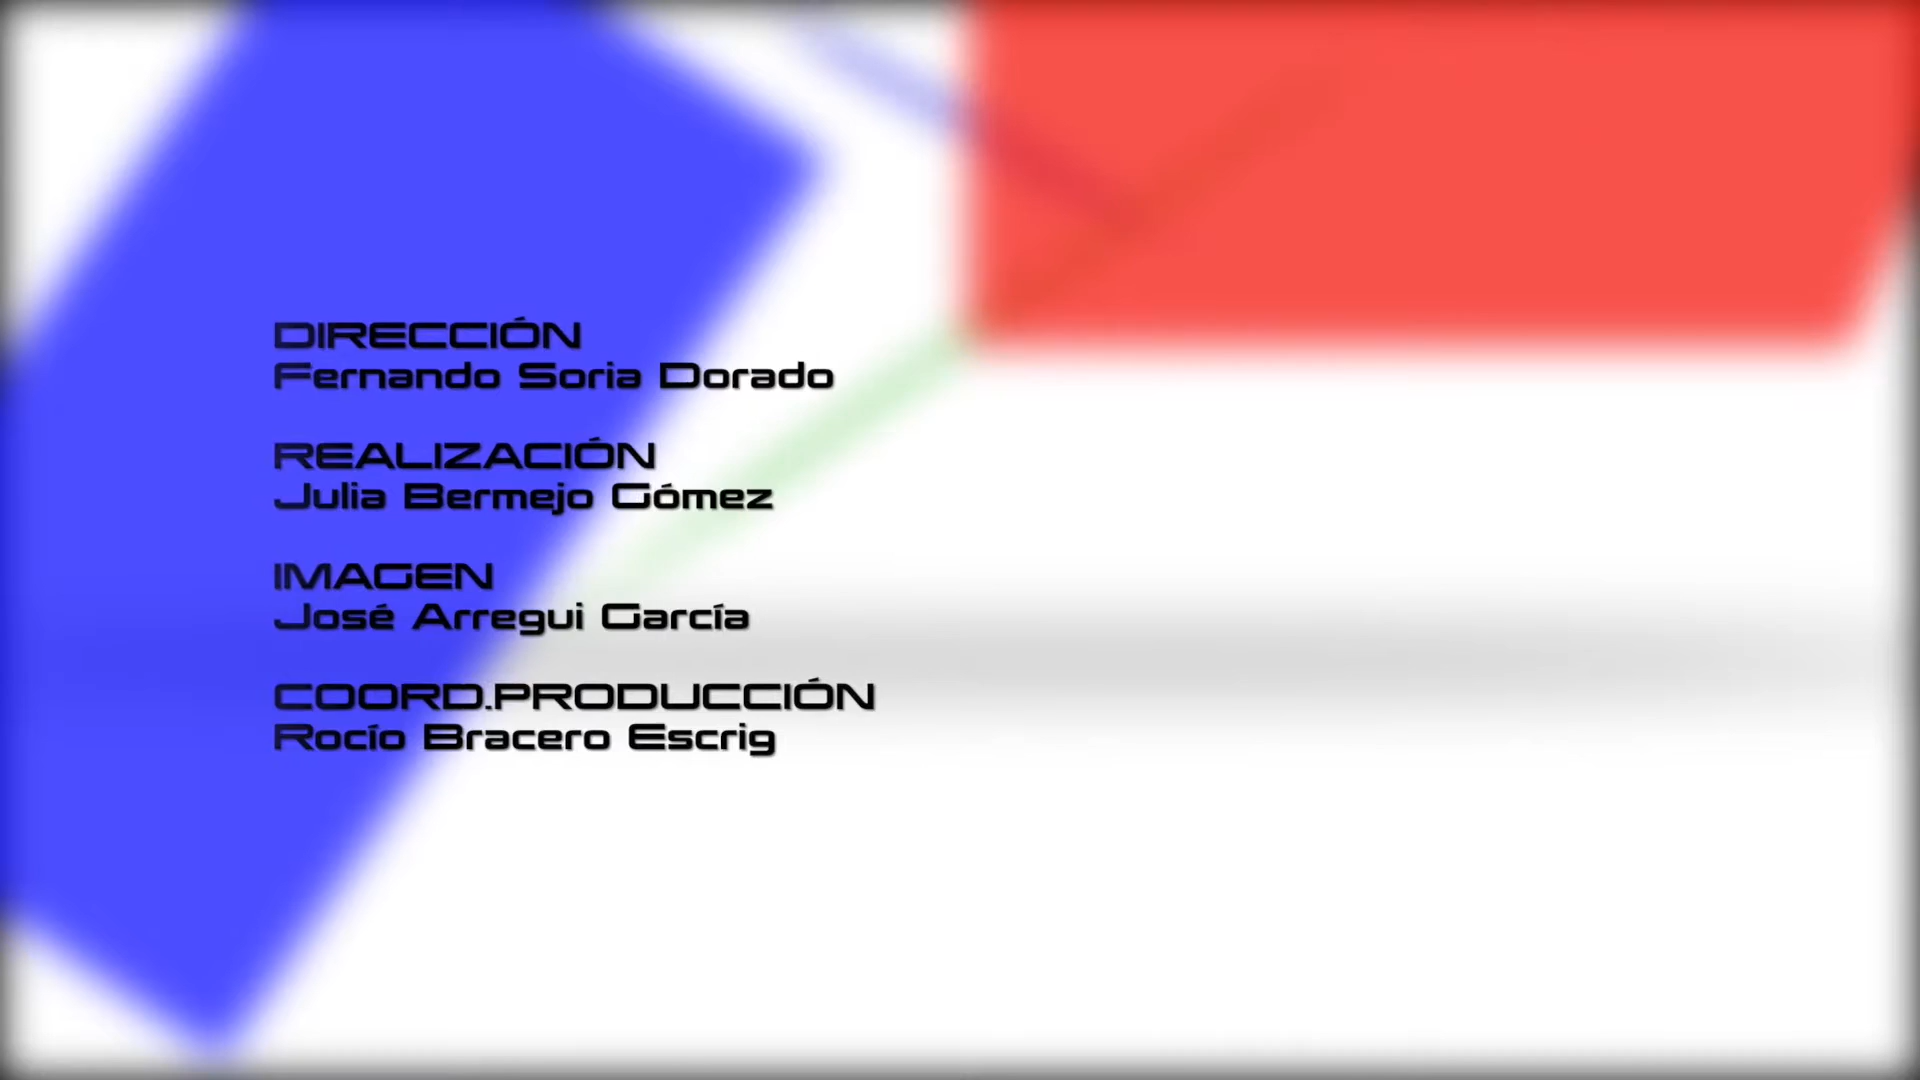 DIRECCIÓN
Fernando Soria Dorado
REALIZACIÓN
Julia Bermejo Gómez
IMAGEN
José Arregui García
COORD.PRODUCCIÓN
Rocío Bracero Escrig